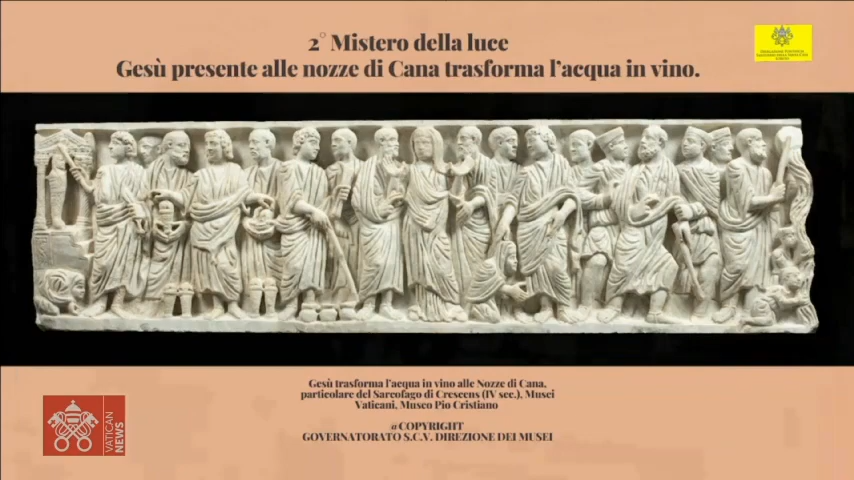 2° Mistero della luce
Gesù presente alle nozze di Cana trasforma l'acqua in vino.
Gesù trasforma l'acqua in vino alle Nozze di Cana,
particolare del Sarcofago di Crescens (IV sec.), Musei
Vaticani, Museo Pio Cristiano
#COPYRIGHT
GOVERNATORATO S.C.V. DIREZIONE DEI MUSEI
VATICAN
NEWS